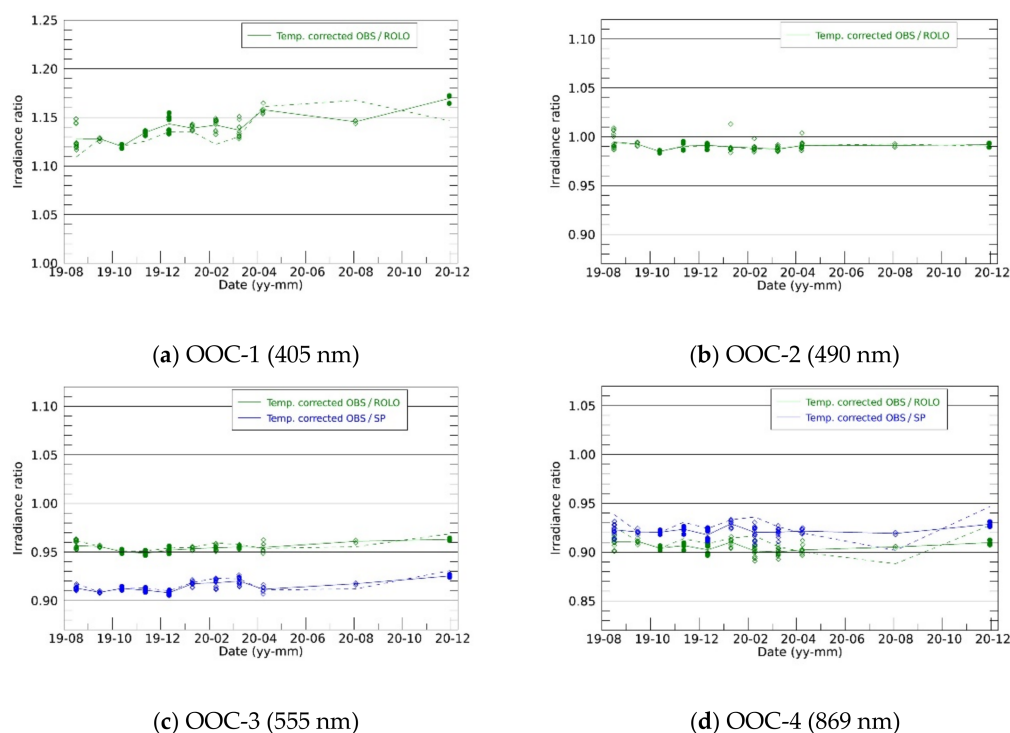 1.25
Temp. corrected OBS / ROLO
1.20
1.15
1.10
1.05
1.00
Irradiance ratio
19-08 19-10 19-12 20-02 20-04 20-06 20-08 20-10 20-12
Date (yy-mm)
(a) OOC-1 (405 nm)
Temp. corrected OBS / ROLO
1.10
1.05
1.00
0.95
0.90
Irradiance ratio
19-08 19-10 19-12 20-02 20-04 20-06 20-08 20-10 20-12
Date (yy-mm)
(b) OOC-2 (490 nm)
Temp. corrected OBS / ROLO
Temp. corrected OBS / SP
1.10
1.05
1.00
0.95
0.90
Irradiance ratio
19-08 19-10 19-12 20-02 20-04 20-06 20-08 20-10 20-12
Date (yy-mm)
(c) OOC-3 (555 nm)
Temp. corrected OBS / ROLO
Temp. corrected OBS / SP
1.05
1.00
0.95
0.90
0.85
Irradiance ratio
19-08 19-10 19-12 20-02 20-04 20-06 20-08 20-10 20-12
Date (yy-mm)
(d) OOC-4 (869 nm)